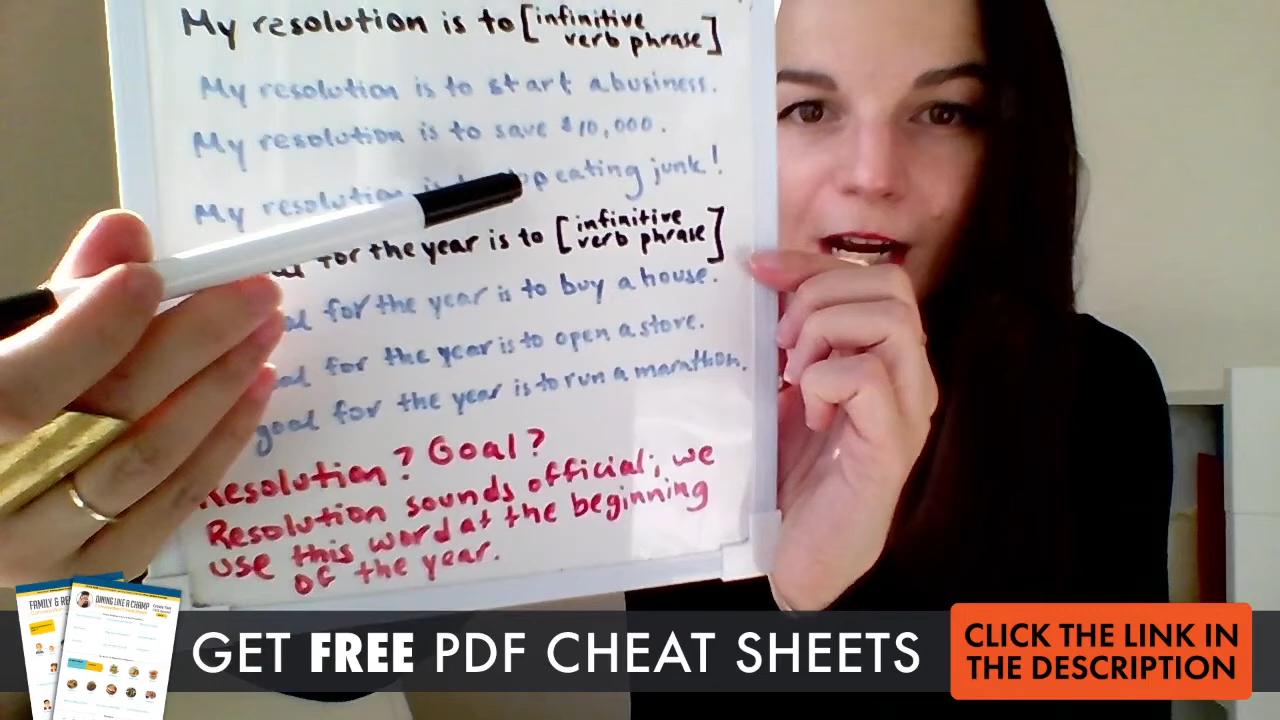 My resolution is to [infinitive verb phrase]
My resolution is to start a business.
My resolution is to save $10,000.
My resolution eating junk!
for the year is to [infinitive verb phrase]
for the year is to buy a house.
for the year is to open a store.
goal for the year is to run a marathon.
Resolution? Goal?
Resolution sounds official; we
use this word at the beginning
of the year.
DINING LIKE A CHAMP
GET FREE PDF CHEAT SHEETS
CLICK THE LINK IN
THE DESCRIPTION